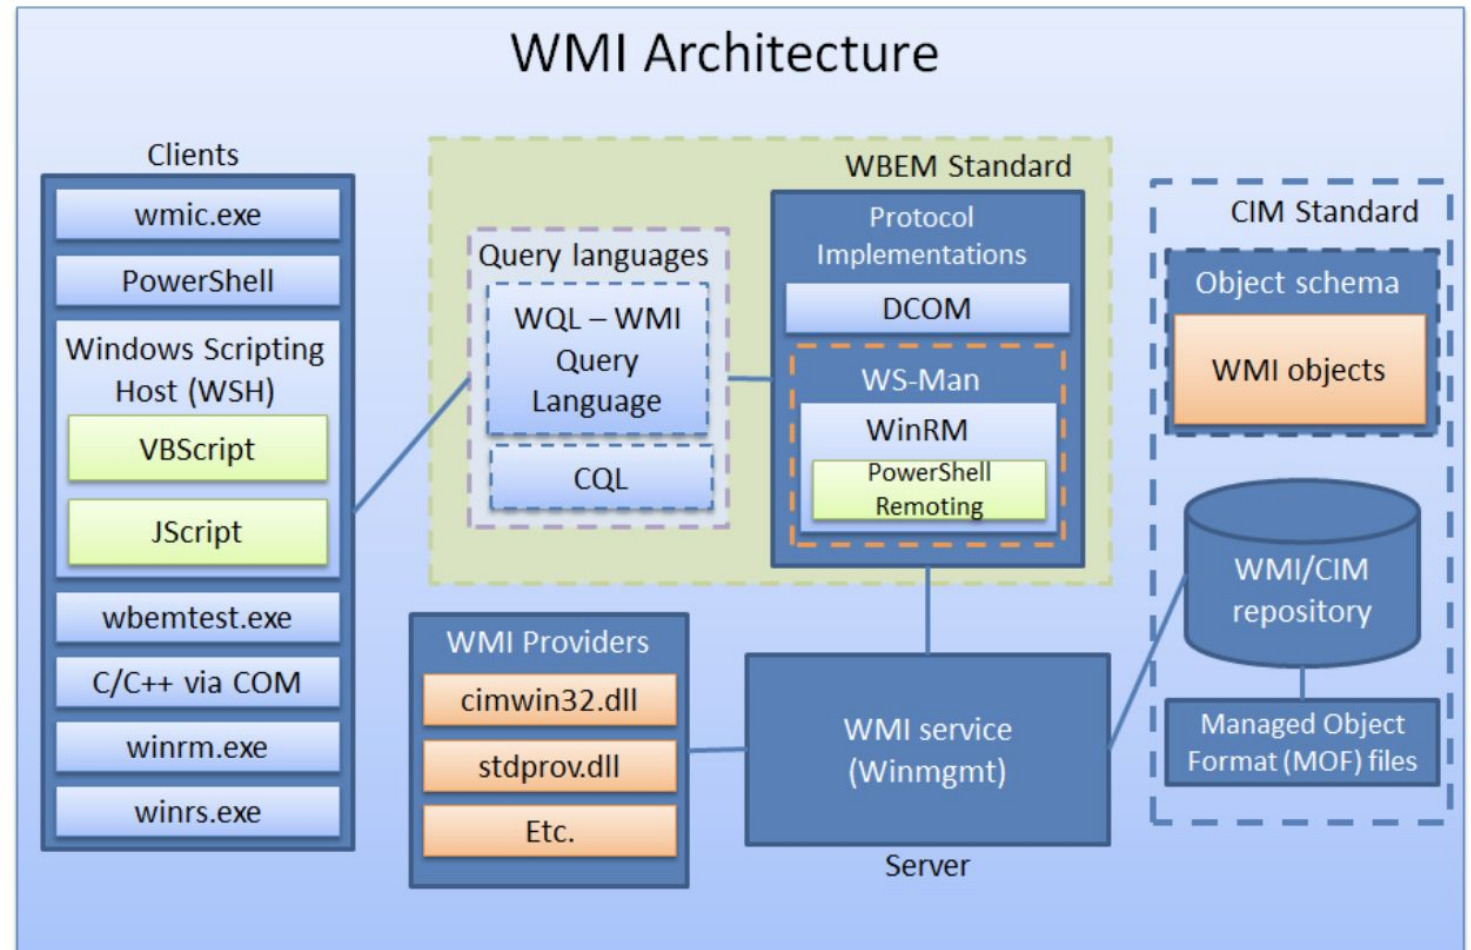 WMI Architecture
Clients
wmic.exe
PowerShell
Windows Scripting
Host (WSH)
VBScript
JScript
wbemtest.exe
C/C++ via COM
winrm.exe
winrs.exe
WBEM Standard
Query languages
WQL – WMI
Query
Language
CQL
Protocol
Implementations
DCOM
WS-Man
WinRM
PowerShell
Remoting
CIM Standard
Object schema
WMI objects
WMI/CIM
repository
Managed Object
Format (MOF) files
WMI Providers
cimwin32.dll
stdprov.dll
Etc.
WMI service
(Winmgmt)
Server